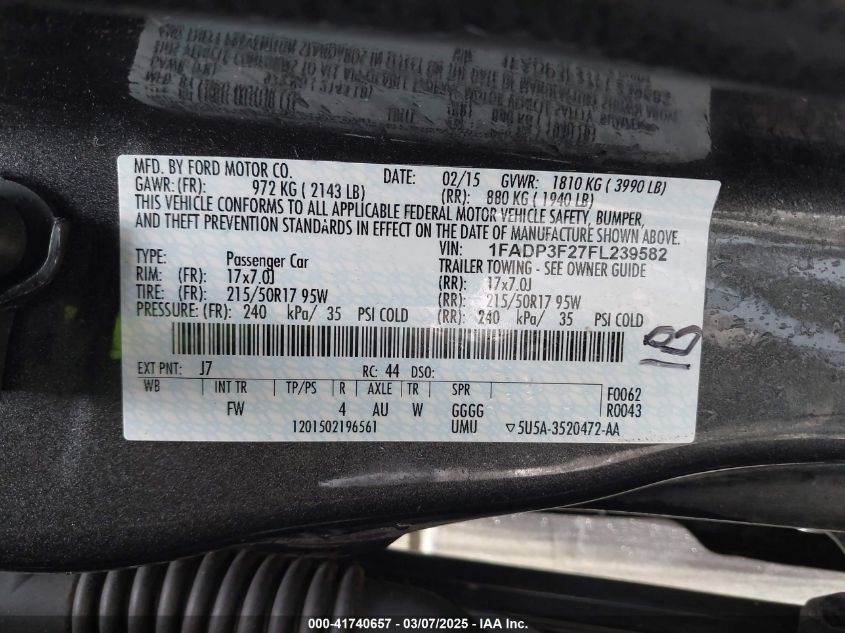 MFD. BY FORD MOTOR CO. DATE: 02/15 GVWR: 1810 KG ( 3990 LB)
GAWR: (FR): 972 KG ( 2143 LB) (RR): 880 KG ( 1940 LB)
THIS VEHICLE CONFORMS TO ALL APPLICABLE FEDERAL MOTOR VEHICLE SAFETY, BUMPER,
AND THEFT PREVENTION STANDARDS IN EFFECT ON THE DATE OF MANUFACTURE SHOWN ABOVE.
VIN: 1FADP3F27FL239582
TYPE: Passenger Car TRAILER TOWING - SEE OWNER GUIDE
RIM: (FR): 17x7.0J (RR): 17x7.0J
TIRE: (FR): 215/50R17 95W (RR): 215/50R17 95W
PRESSURE: (FR): 240 kPa/ 35 PSI COLD (RR): 240 kPa/ 35 PSI COLD
EXT PNT: J7 RC: 44 DSO:
WB INT TR TP/PS R AXLE TR SPR F0062
FW 4 AU W GGGG R0043
1201502196561 UMU ▽5U5A-3520472-AA
000-41740657 - 03/07/2025 - IAA Inc.